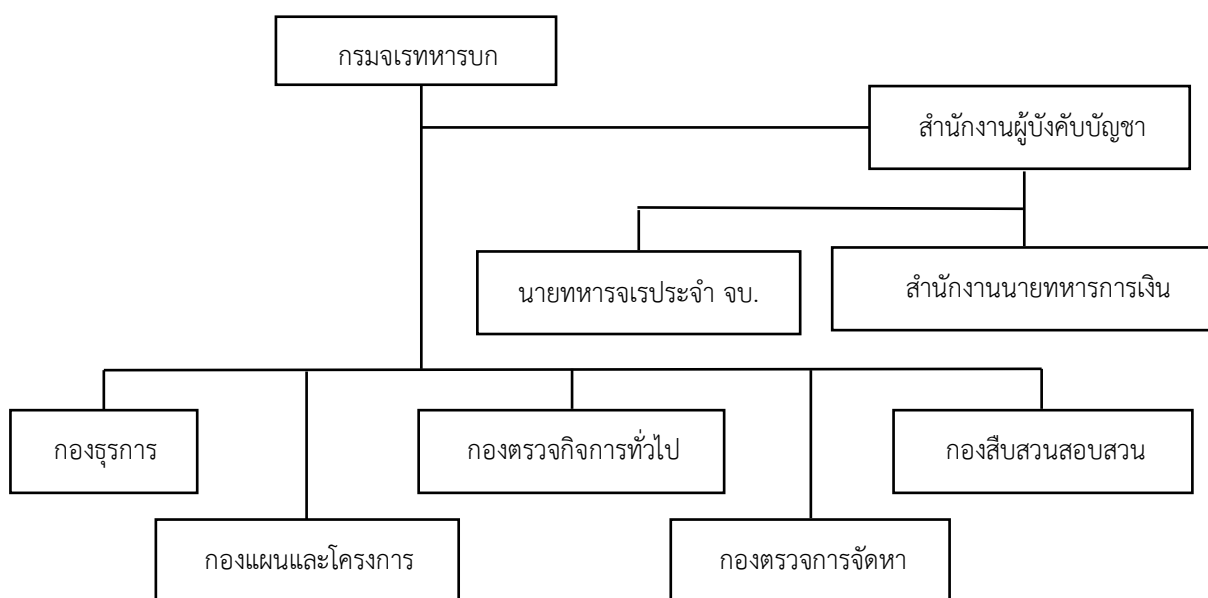 กรมจเรทหารบก
สำนักงานผู้บังคับบัญชา
นายทหารจเรประจำ จบ.
สำนักงานนายทหารการเงิน
กองธุรการ
กองตรวจกิจการทั่วไป
กองสืบสวนสอบสวน
กองแผนและโครงการ
กองตรวจการจัดหา